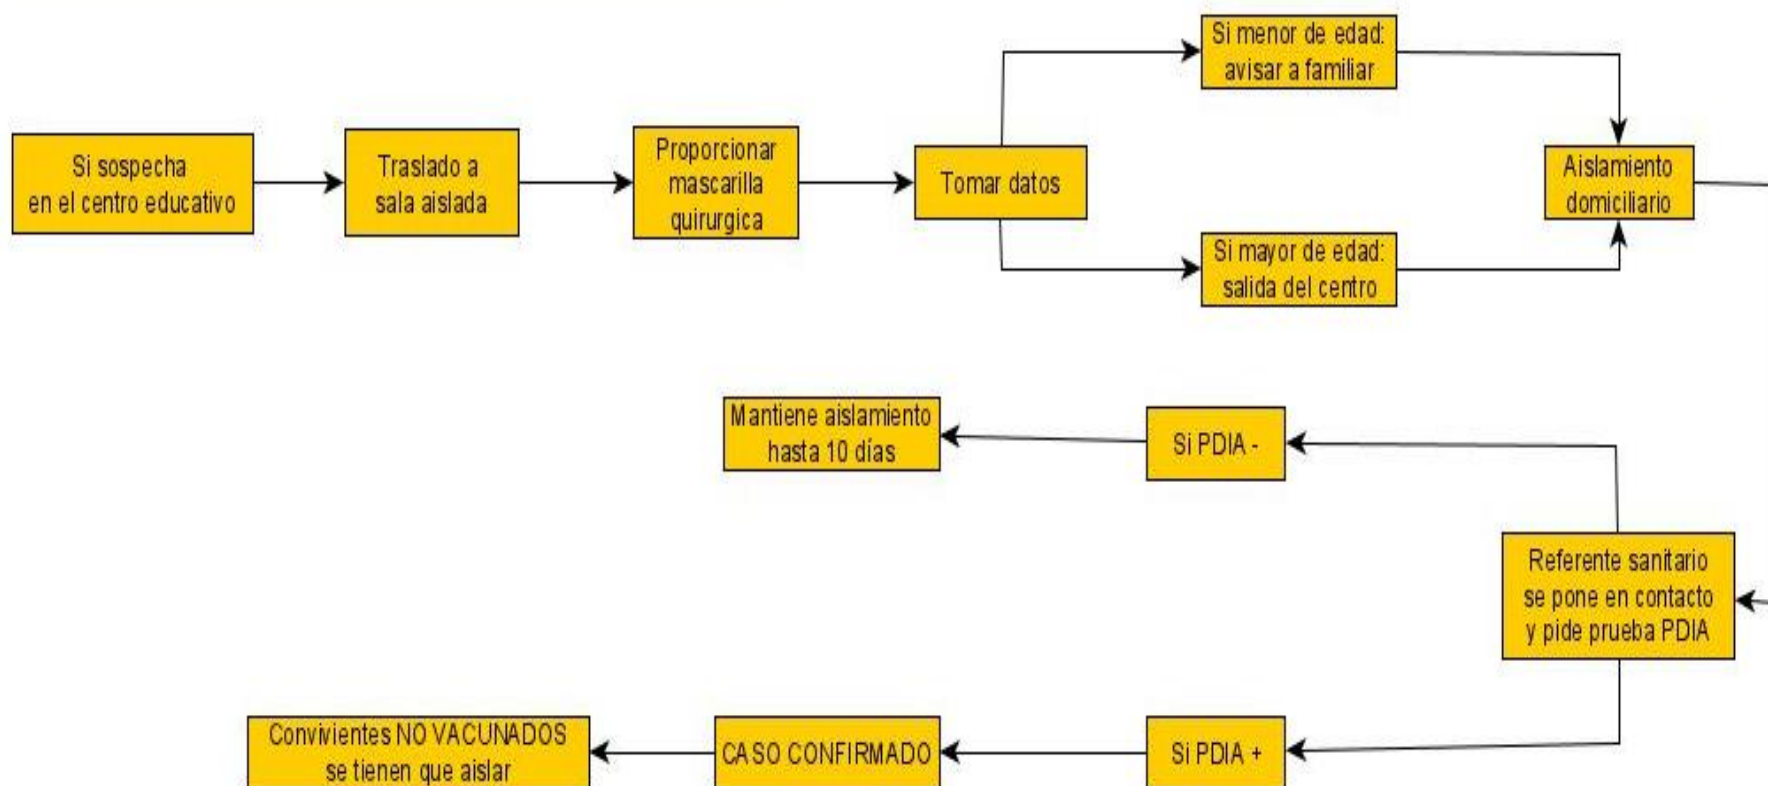 Si sospecha
en el centro educativo
Traslado a
sala aislada
Proporcionar
mascarilla
quirurgica
Tomar datos
Si menor de edad:
avisar a familiar
Si mayor de edad:
salida del centro
Aislamiento
domiciliario
Referente sanitario
se pone en contacto
y pide prueba PDIA
Si PDIA -
Mantiene aislamiento
hasta 10 días
Si PDIA +
CASO CONFIRMADO
Convivientes NO VACUNADOS
se tienen que aislar